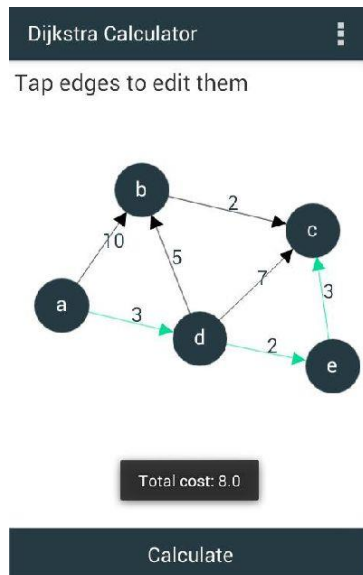 Dijkstra Calculator
Tap edges to edit them
b
2
c
10
5
7
3
a
3
d
2
e
Total cost: 8.0
Calculate